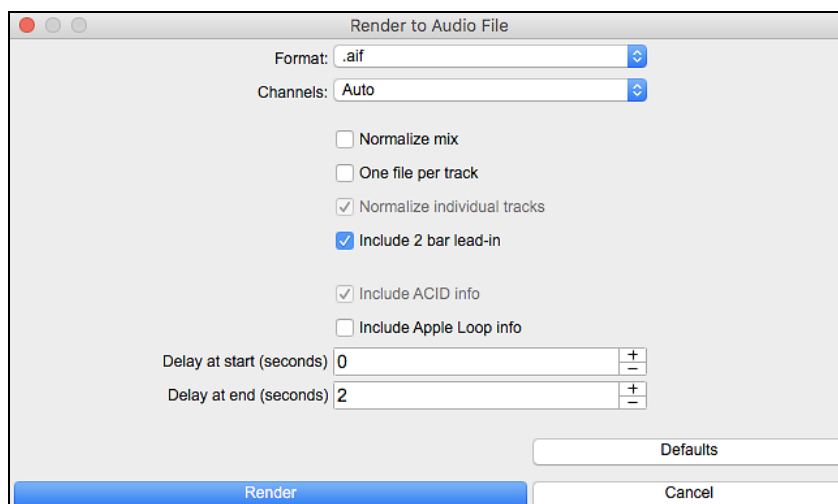 Render to Audio File
Format: .aif
Channels: Auto
Normalize mix
One file per track
Normalize individual tracks
Include 2 bar lead-in
Include ACID info
Include Apple Loop info
Delay at start (seconds) 0 + −
Delay at end (seconds) 2 + −
Defaults
Render Cancel